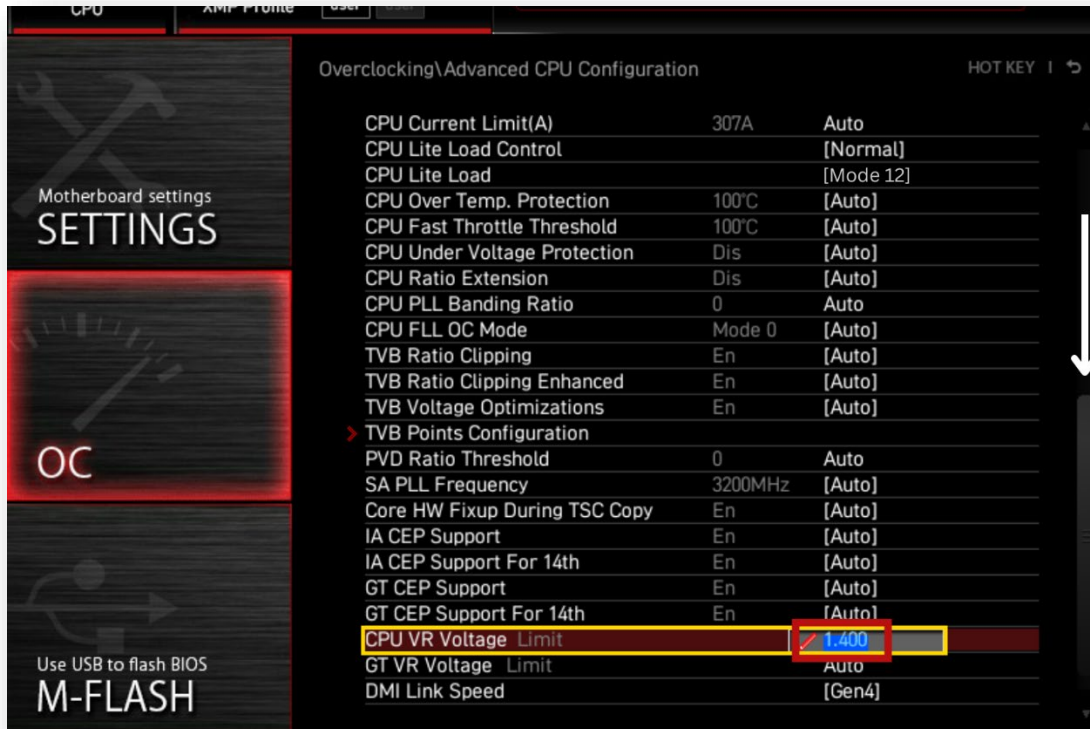 CPU XMP Profile user user
Overclocking\Advanced CPU Configuration HOT KEY |
CPU Current Limit(A) 307A Auto
CPU Lite Load Control [Normal]
CPU Lite Load [Mode 12]
CPU Over Temp. Protection 100°C [Auto]
CPU Fast Throttle Threshold 100°C [Auto]
CPU Under Voltage Protection Dis [Auto]
CPU Ratio Extension Dis [Auto]
CPU PLL Banding Ratio 0 Auto
CPU FLL OC Mode Mode 0 [Auto]
TVB Ratio Clipping En [Auto]
TVB Ratio Clipping Enhanced En [Auto]
TVB Voltage Optimizations En [Auto]
TVB Points Configuration
PVD Ratio Threshold 0 Auto
SA PLL Frequency 3200MHz [Auto]
Core HW Fixup During TSC Copy En [Auto]
IA CEP Support En [Auto]
IA CEP Support For 14th En [Auto]
GT CEP Support En [Auto]
GT CEP Support For 14th En [Auto]
CPU VR Voltage Limit 1.400
GT VR Voltage Limit Auto
DMI Link Speed [Gen4]
Motherboard settings
SETTINGS
OC
Use USB to flash BIOS
M-FLASH